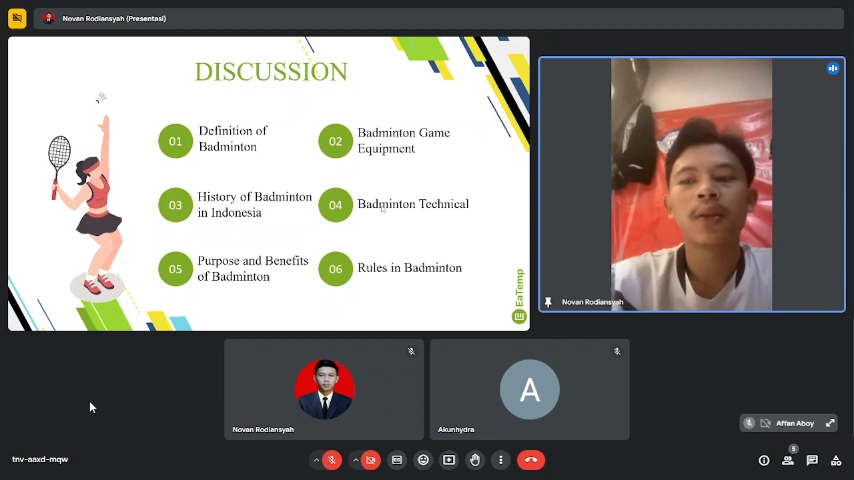 Novan Rodiansyah (Presentasi)
DISCUSSION
01
Definition of
Badminton
02
Badminton Game
Equipment
03
History of Badminton
in Indonesia
04
Badminton Technical
05
Purpose and Benefits
of Badminton
06
Rules in Badminton
EaTemp
Novan Rodiansyah
Novan Rodiansyah
A
Akunhydra
Affan Aboy
tnv-aaxd-mqw
5